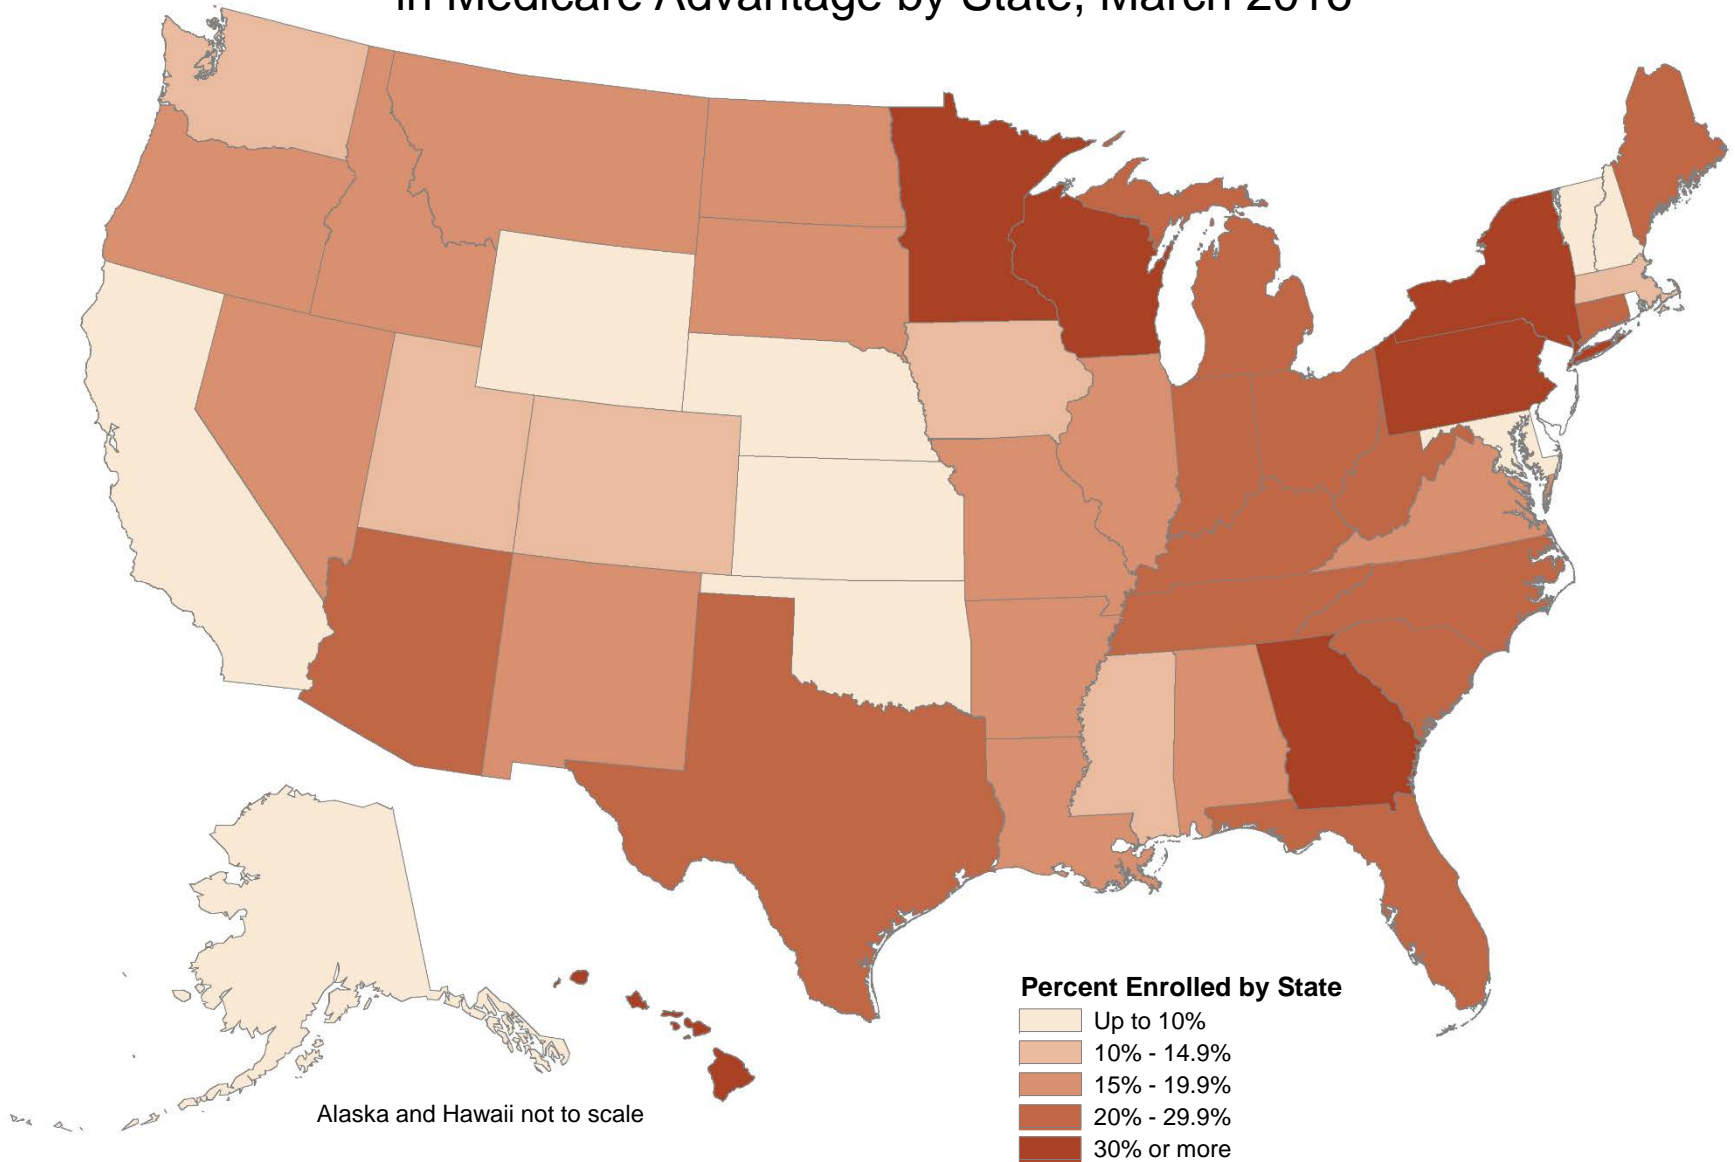 in Medicare Advantage by State, March 2016
Percent Enrolled by State
Up to 10%
10% - 14.9%
15% - 19.9%
20% - 29.9%
30% or more
Alaska and Hawaii not to scale